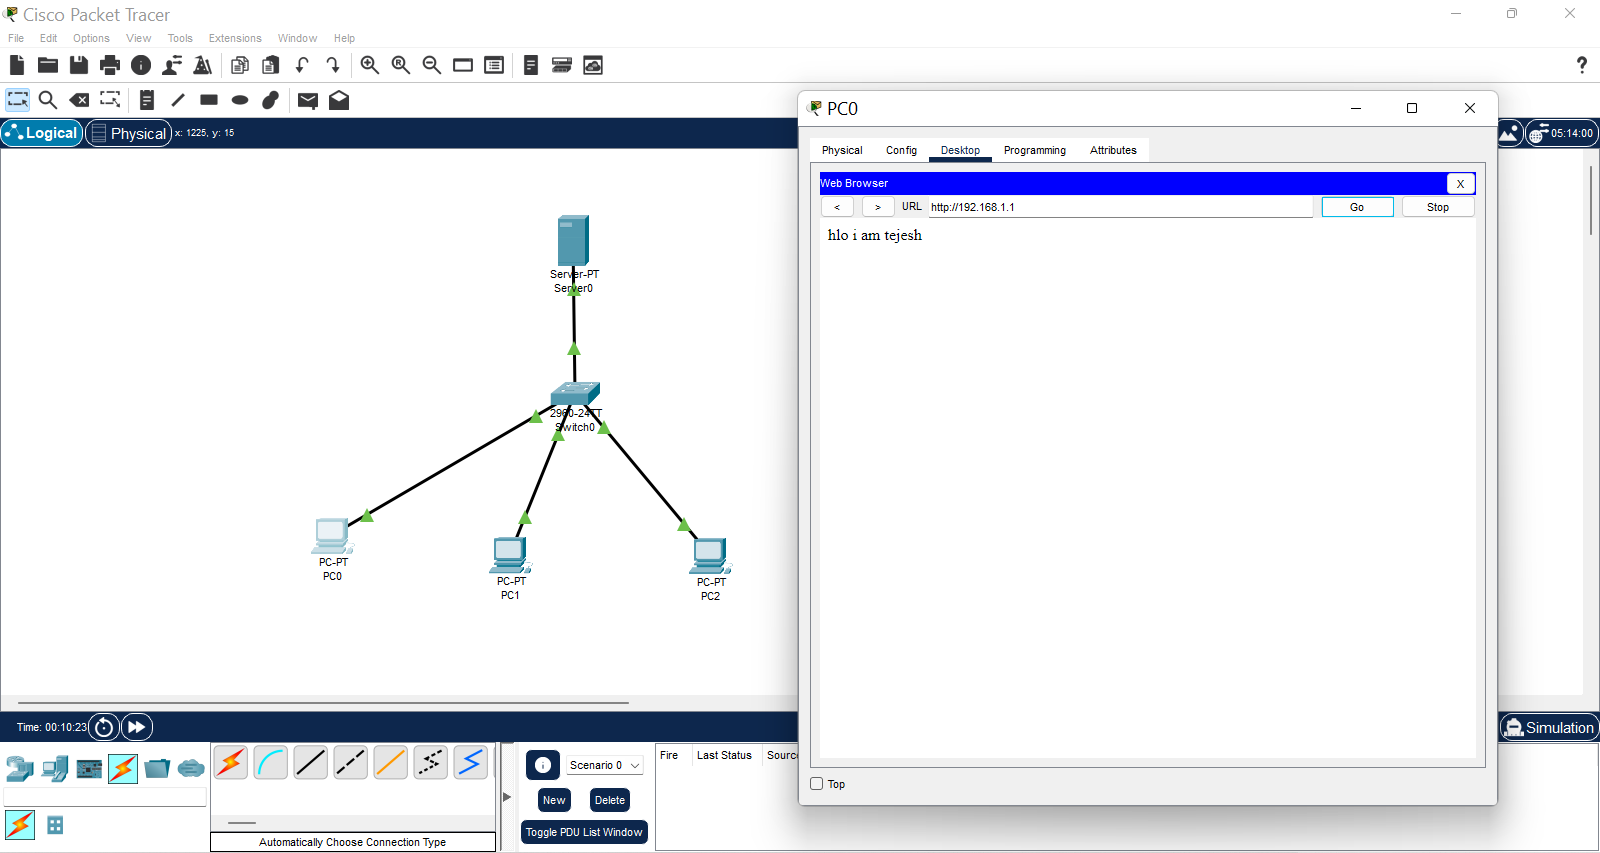 Cisco Packet Tracer
File Edit Options View Tools Extensions Window Help
Logical Physical x: 1225, y: 15
05:14:00
Server-PT
Server0
2960-24TT
Switch0
PC-PT
PC0
PC-PT
PC1
PC-PT
PC2
PC0
Physical Config Desktop Programming Attributes
Web Browser X
< > URL http://192.168.1.1 Go Stop
hlo i am tejesh
Top
Time: 00:10:23
Simulation
Scenario 0
New Delete
Toggle PDU List Window
Fire Last Status Source
Automatically Choose Connection Type